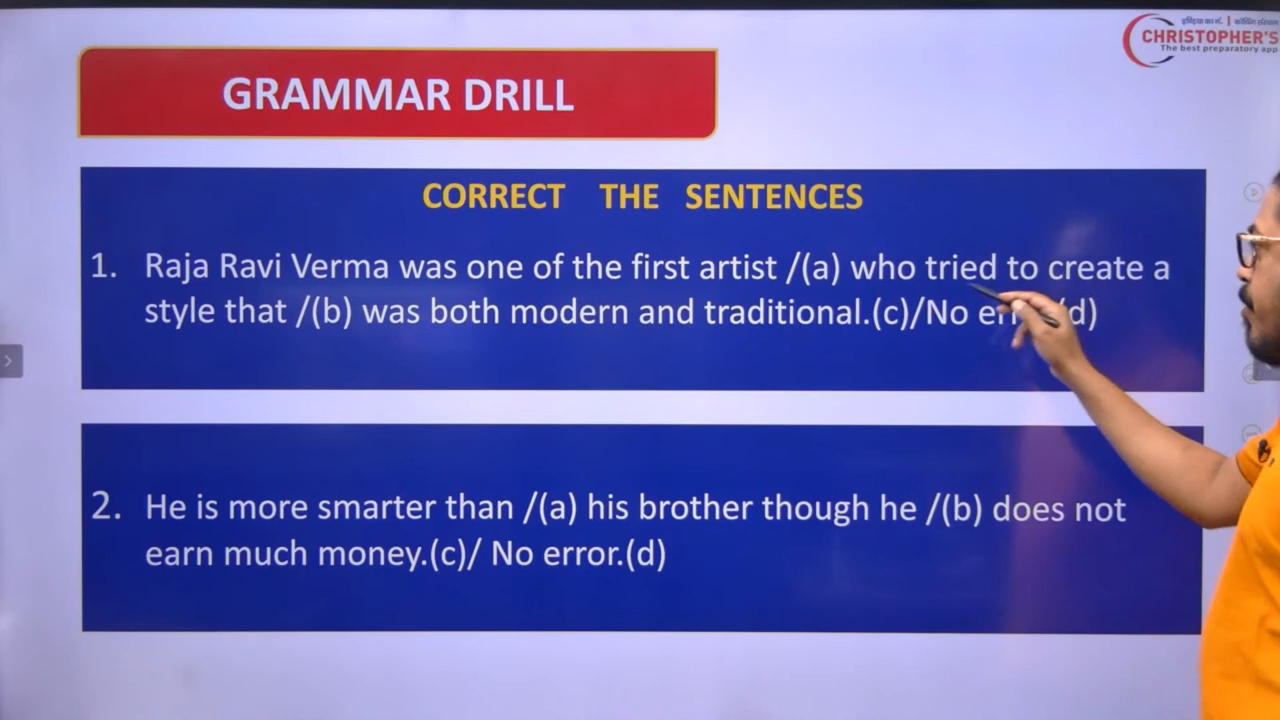 CHRISTOPHER'S
The best preparatory app
GRAMMAR DRILL
CORRECT THE SENTENCES
1. Raja Ravi Verma was one of the first artist /(a) who tried to create a
style that /(b) was both modern and traditional.(c)/No d)
2. He is more smarter than /(a) his brother though he /(b) does not
earn much money.(c)/ No error.(d)